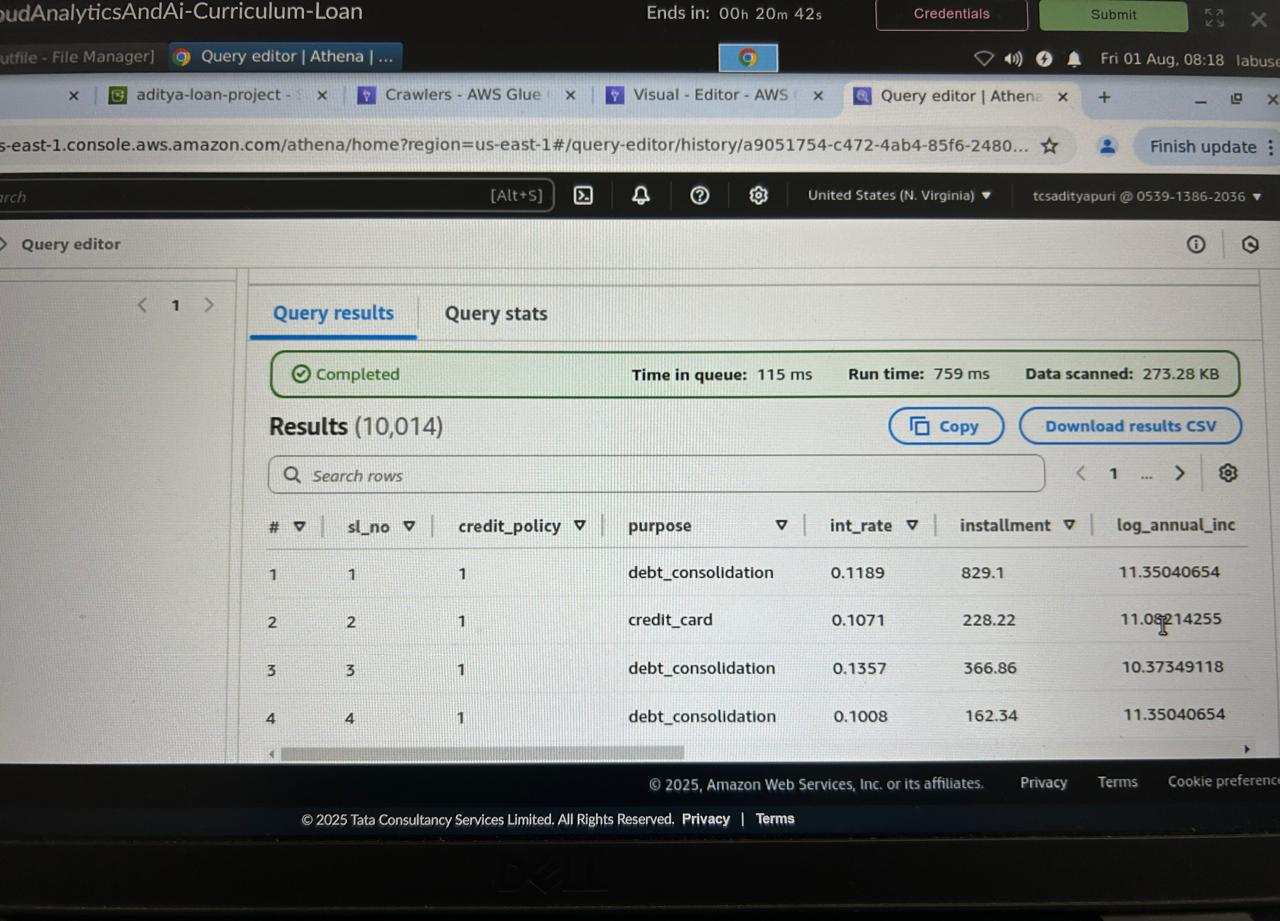 oudAnalyticsAndAi-Curriculum-Loan Ends in: 00h 20m 42s Credentials Submit
utfile - File Manager] Query editor | Athena | ... Fri 01 Aug, 08:18 labuse
aditya-loan-project - Crawlers - AWS Glue Visual - Editor - AWS Query editor | Athena
s-east-1.console.aws.amazon.com/athena/home?region=us-east-1#/query-editor/history/a9051754-c472-4ab4-85f6-2480... Finish update
rch [Alt+S] United States (N. Virginia) tcsadityapuri @ 0539-1386-2036
Query editor
1
Query results Query stats
Completed Time in queue: 115 ms Run time: 759 ms Data scanned: 273.28 KB
Results (10,014) Copy Download results CSV
Search rows 1 ...
# sl_no credit_policy purpose int_rate installment log_annual_inc
1 1 1 debt_consolidation 0.1189 829.1 11.35040654
2 2 1 credit_card 0.1071 228.22 11.08214255
3 3 1 debt_consolidation 0.1357 366.86 10.37349118
4 4 1 debt_consolidation 0.1008 162.34 11.35040654
© 2025, Amazon Web Services, Inc. or its affiliates. Privacy Terms Cookie preferenc
© 2025 Tata Consultancy Services Limited. All Rights Reserved. Privacy | Terms
DELL